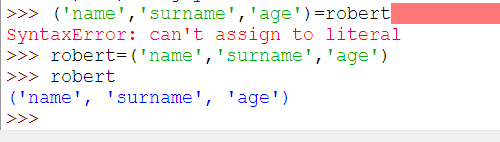 >>> ('name','surname','age')=robert
SyntaxError: can't assign to literal
>>> robert=('name','surname','age')
>>> robert
('name', 'surname', 'age')
>>>